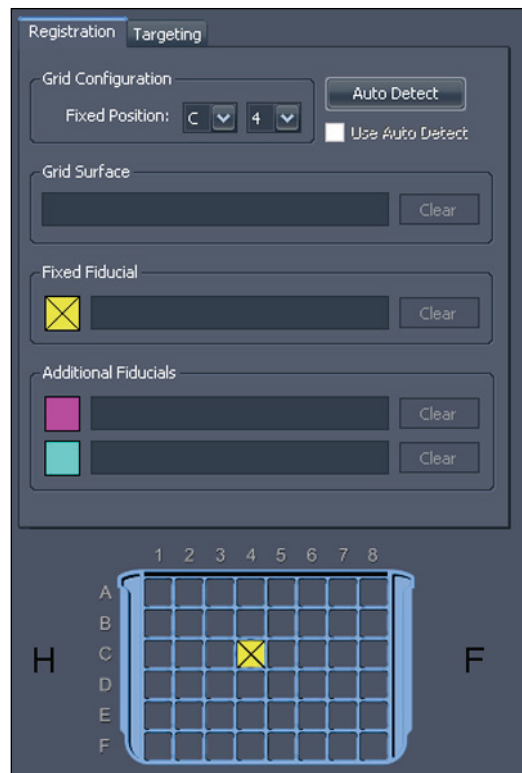 Registration Targeting
Grid Configuration
Fixed Position: C 4
Auto Detect
Use Auto Detect
Grid Surface
Clear
Fixed Fiducial
Clear
Additional Fiducials
Clear
Clear
1 2 3 4 5 6 7 8
A
B
H C F
D
E
F